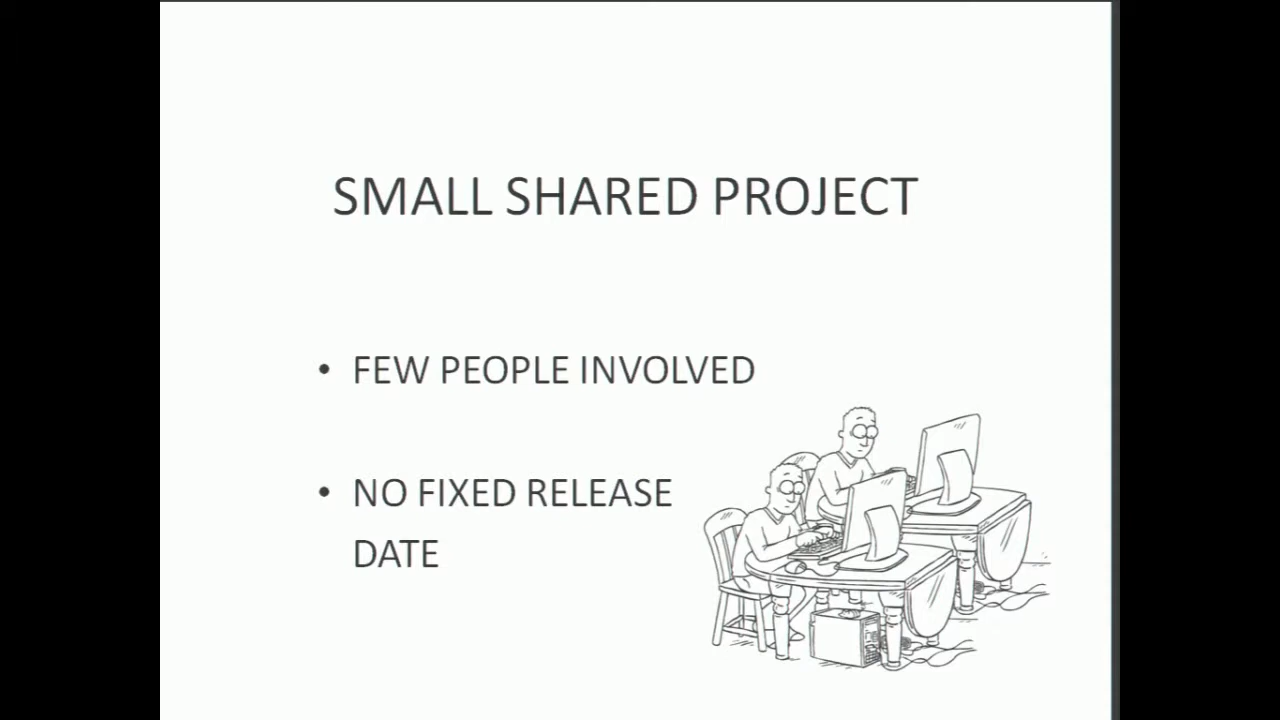 SMALL SHARED PROJECT
• FEW PEOPLE INVOLVED
• NO FIXED RELEASE
DATE